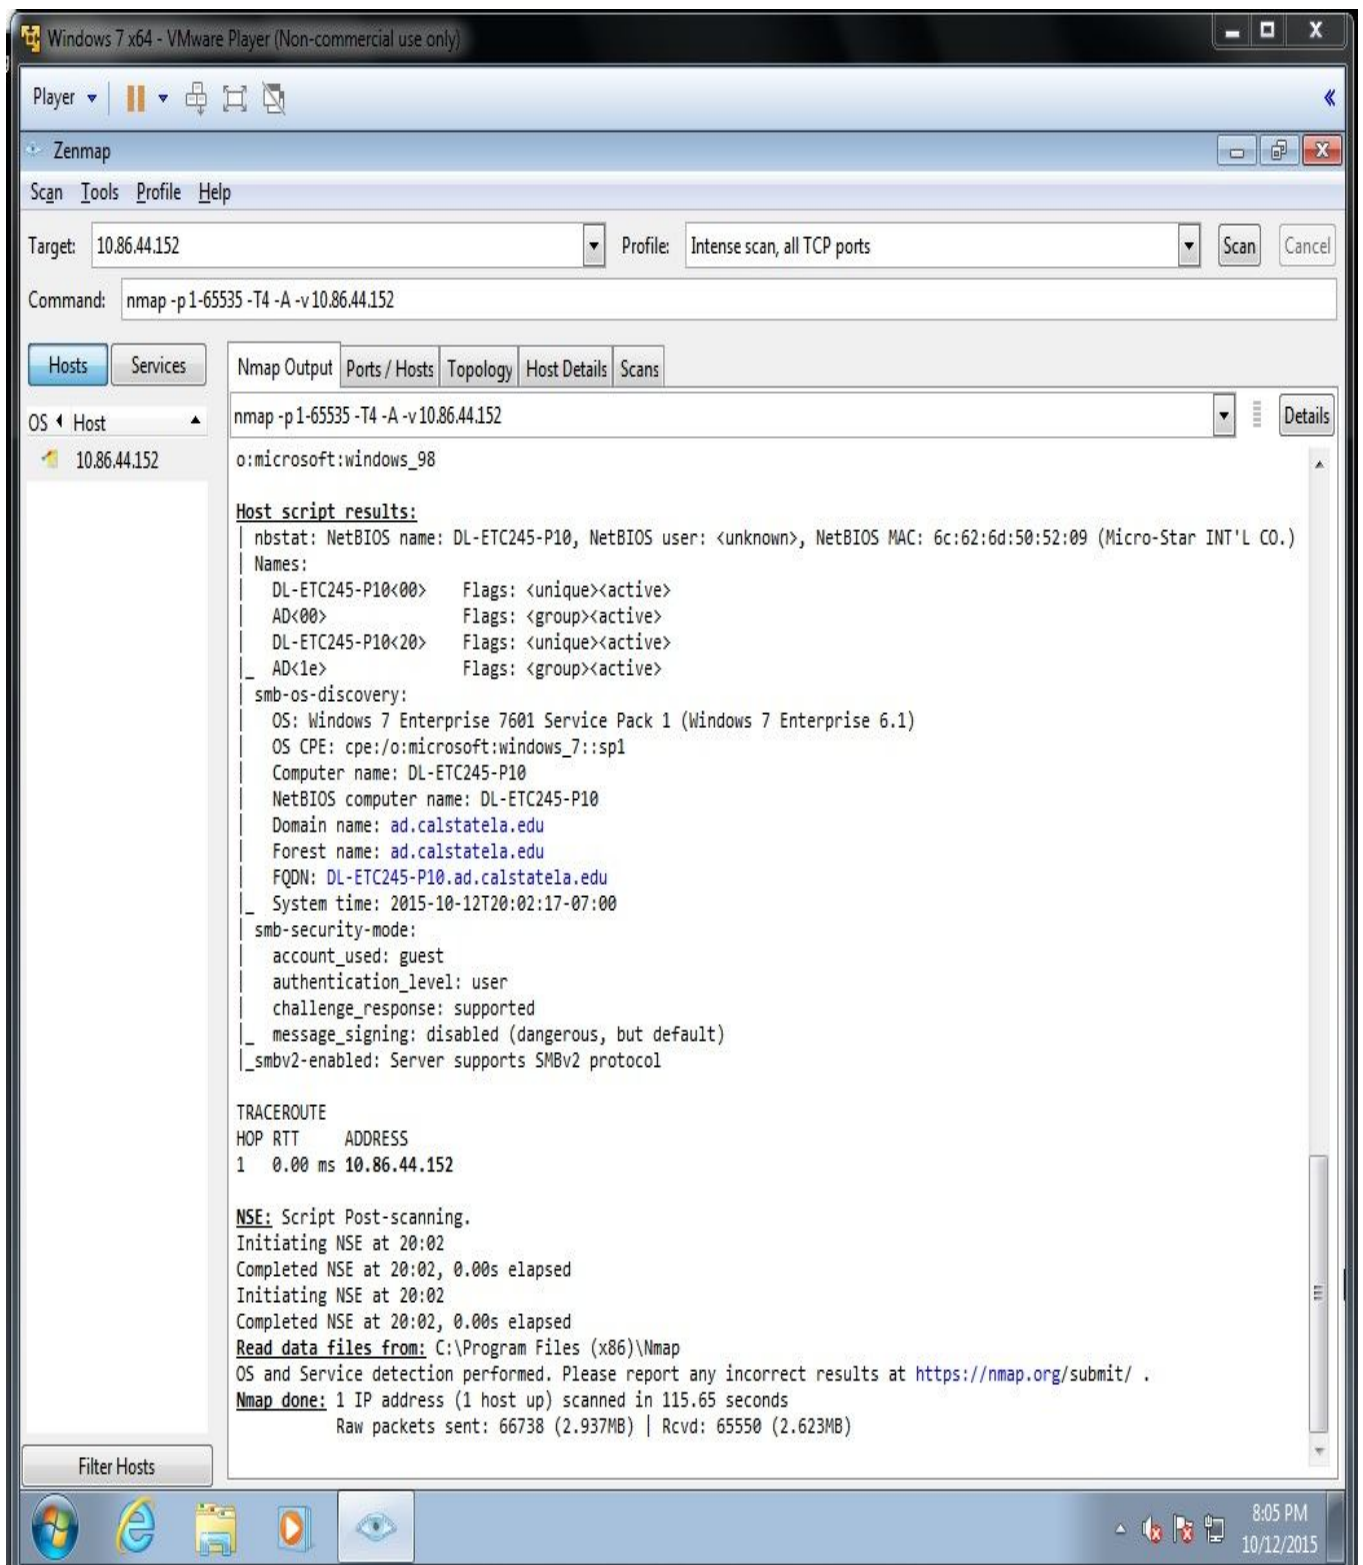 Windows 7 x64 - VMware Player (Non-commercial use only)
Player
Zenmap
Scan Tools Profile Help
Target: 10.86.44.152 Profile: Intense scan, all TCP ports Scan Cancel
Command: nmap -p 1-65535 -T4 -A -v 10.86.44.152
Hosts Services Nmap Output Ports / Hosts Topology Host Details Scans
OS Host nmap -p 1-65535 -T4 -A -v 10.86.44.152 Details
10.86.44.152
o:microsoft:windows_98
Host script results:
| nbstat: NetBIOS name: DL-ETC245-P10, NetBIOS user: <unknown>, NetBIOS MAC: 6c:62:6d:50:52:09 (Micro-Star INT'L CO.)
| Names:
|   DL-ETC245-P10<00>    Flags: <unique><active>
|   AD<00>               Flags: <group><active>
|   DL-ETC245-P10<20>    Flags: <unique><active>
|_  AD<1e>               Flags: <group><active>
| smb-os-discovery:
|   OS: Windows 7 Enterprise 7601 Service Pack 1 (Windows 7 Enterprise 6.1)
|   OS CPE: cpe:/o:microsoft:windows_7::sp1
|   Computer name: DL-ETC245-P10
|   NetBIOS computer name: DL-ETC245-P10
|   Domain name: ad.calstatela.edu
|   Forest name: ad.calstatela.edu
|   FQDN: DL-ETC245-P10.ad.calstatela.edu
|_  System time: 2015-10-12T20:02:17-07:00
| smb-security-mode:
|   account_used: guest
|   authentication_level: user
|   challenge_response: supported
|_  message_signing: disabled (dangerous, but default)
|_smbv2-enabled: Server supports SMBv2 protocol
TRACEROUTE
HOP RTT     ADDRESS
1   0.00 ms 10.86.44.152
NSE: Script Post-scanning.
Initiating NSE at 20:02
Completed NSE at 20:02, 0.00s elapsed
Initiating NSE at 20:02
Completed NSE at 20:02, 0.00s elapsed
Read data files from: C:\Program Files (x86)\Nmap
OS and Service detection performed. Please report any incorrect results at https://nmap.org/submit/ .
Nmap done: 1 IP address (1 host up) scanned in 115.65 seconds
Raw packets sent: 66738 (2.937MB) | Rcvd: 65550 (2.623MB)
Filter Hosts
8:05 PM
10/12/2015